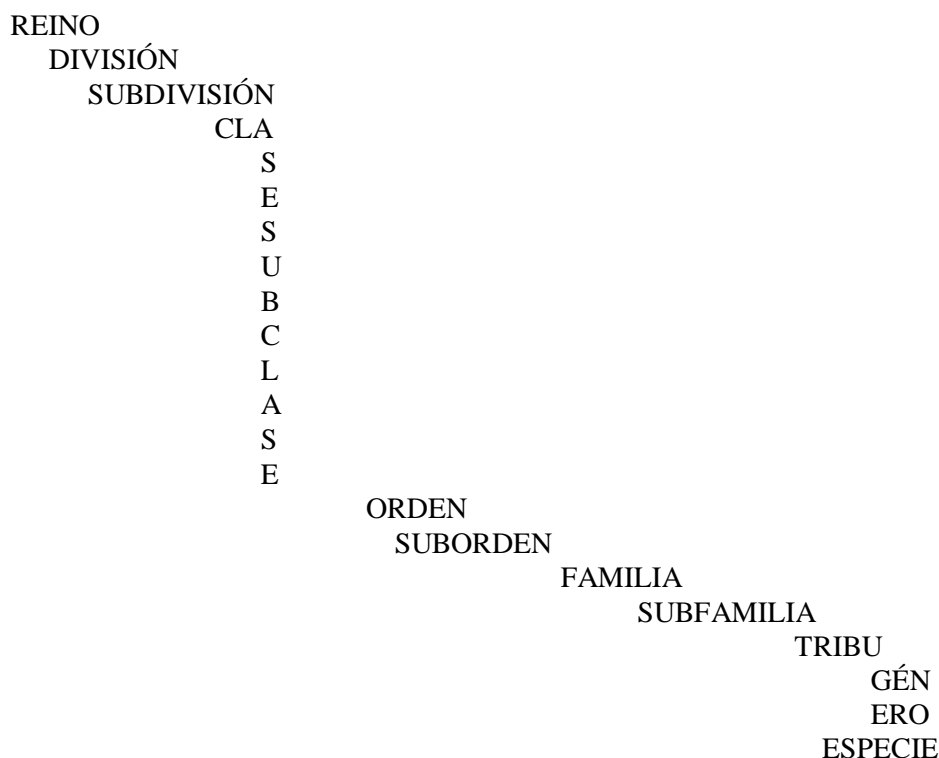 REINO
DIVISIÓN
SUBDIVISIÓN
CLA
S
E
S
U
B
C
L
A
S
E
ORDEN
SUBORDEN
FAMILIA
SUBFAMILIA
TRIBU
GÉN
ERO
ESPECIE